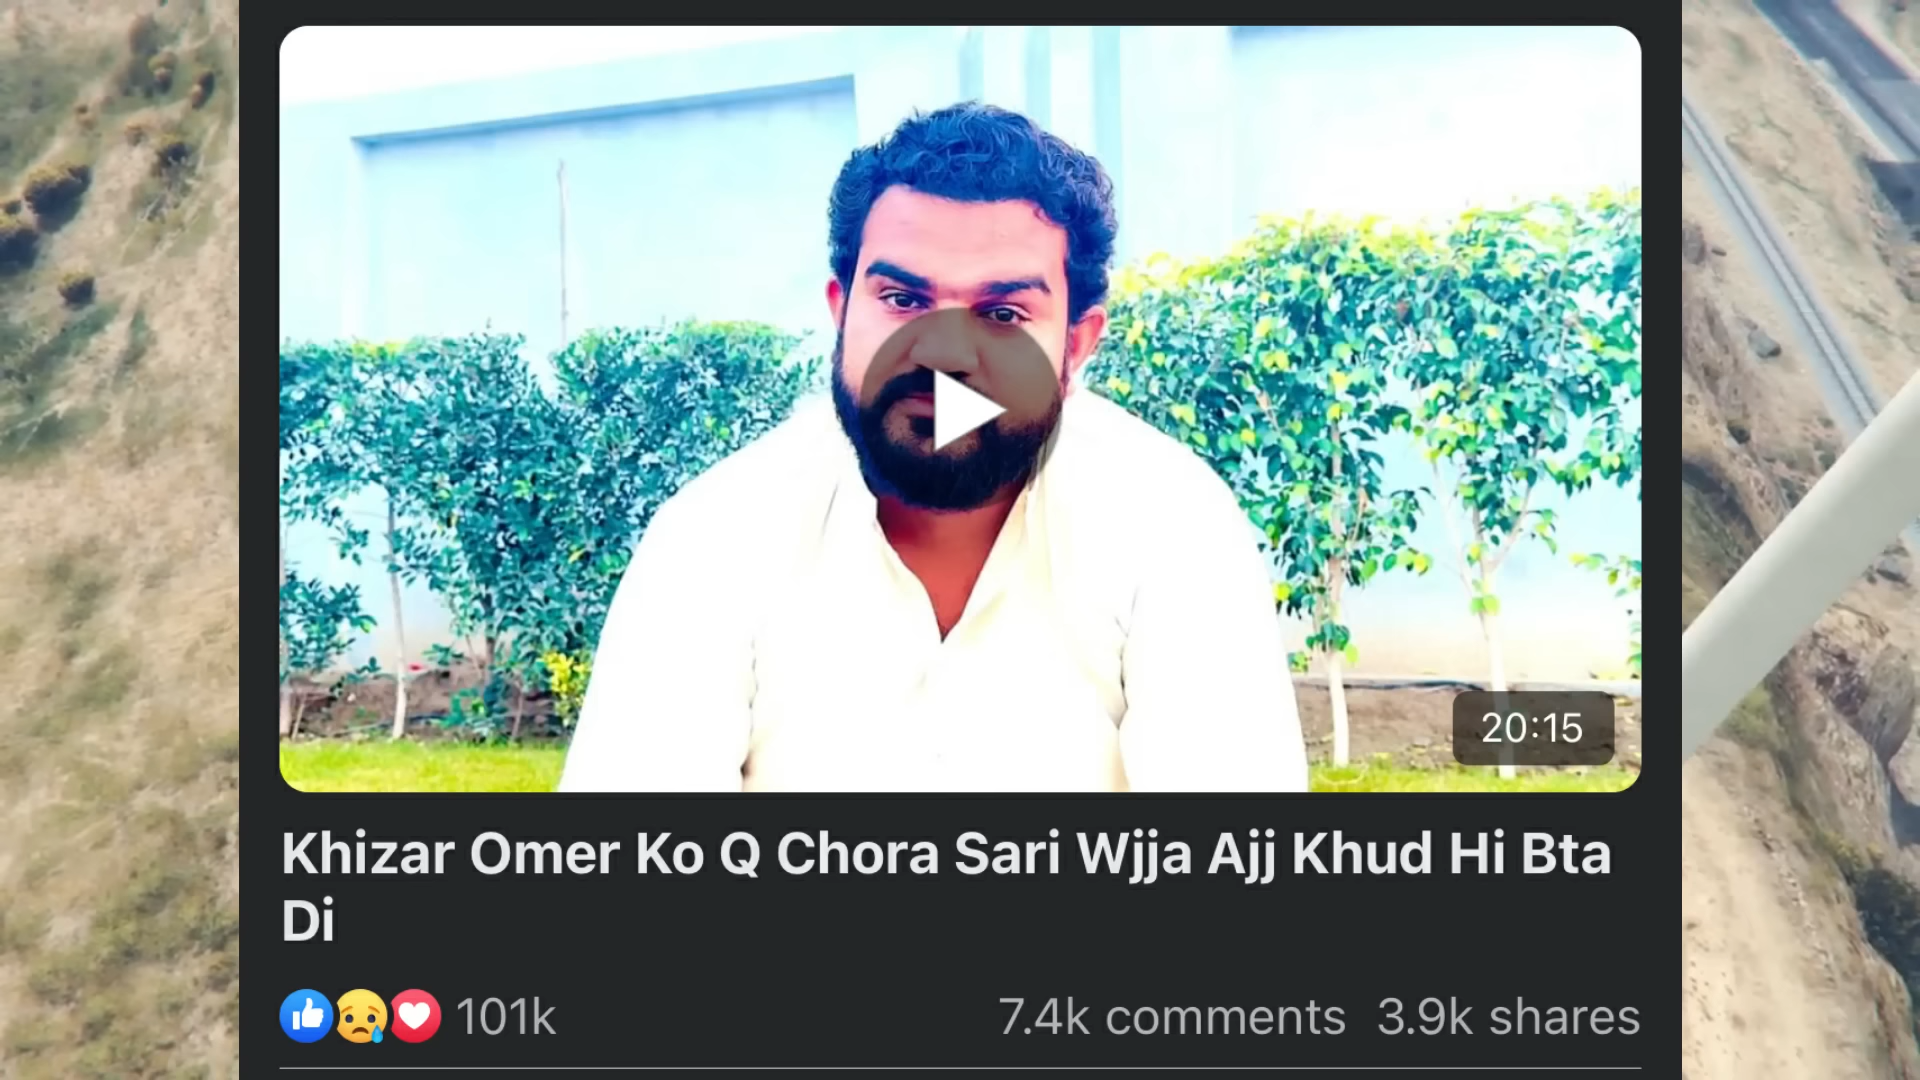 20:15
Khizar Omer Ko Q Chora Sari Wjja Ajj Khud Hi Bta
Di
101k 7.4k comments 3.9k shares